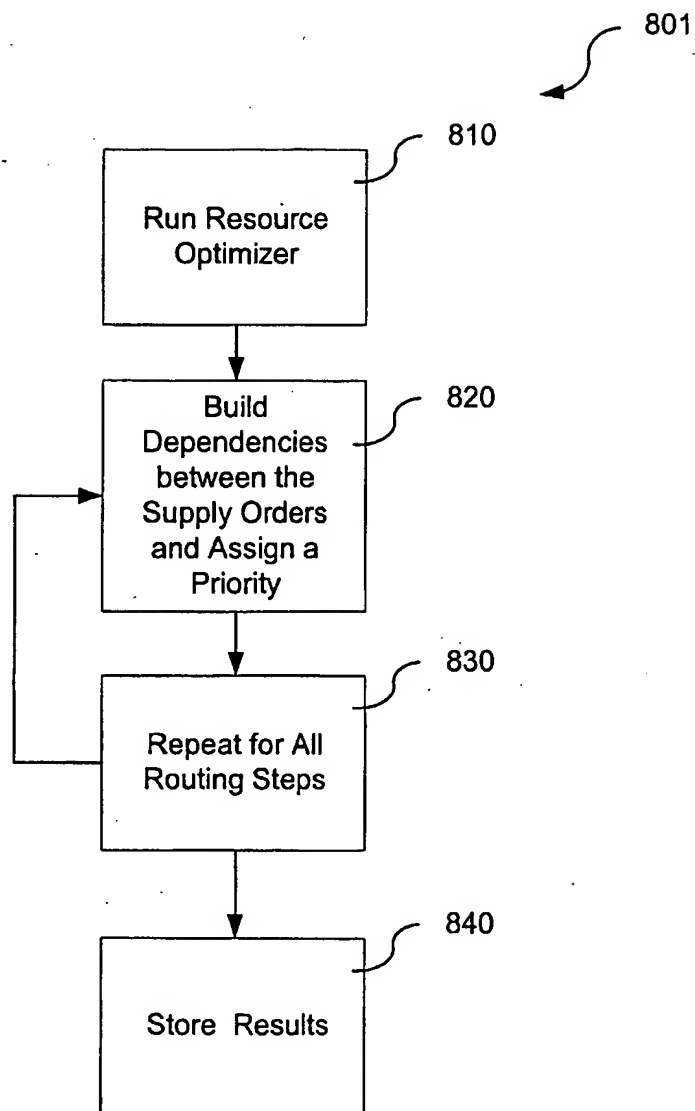 801
810
Run Resource
Optimizer
820
Build
Dependencies
between the
Supply Orders
and Assign a
Priority
830
Repeat for All
Routing Steps
840
Store Results